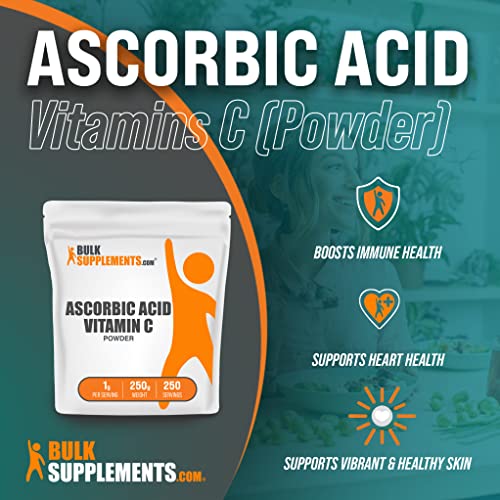 ASCORBIC ACID
Vitamins C (Powder)
BULK
SUPPLEMENTS.COM®
ASCORBIC ACID
VITAMIN C
POWDER
1g
PER SERVING
250g
WEIGHT
250
SERVINGS
BOOSTS IMMUNE HEALTH
SUPPORTS HEART HEALTH
SUPPORTS VIBRANT & HEALTHY SKIN
BULK
SUPPLEMENTS.COM®